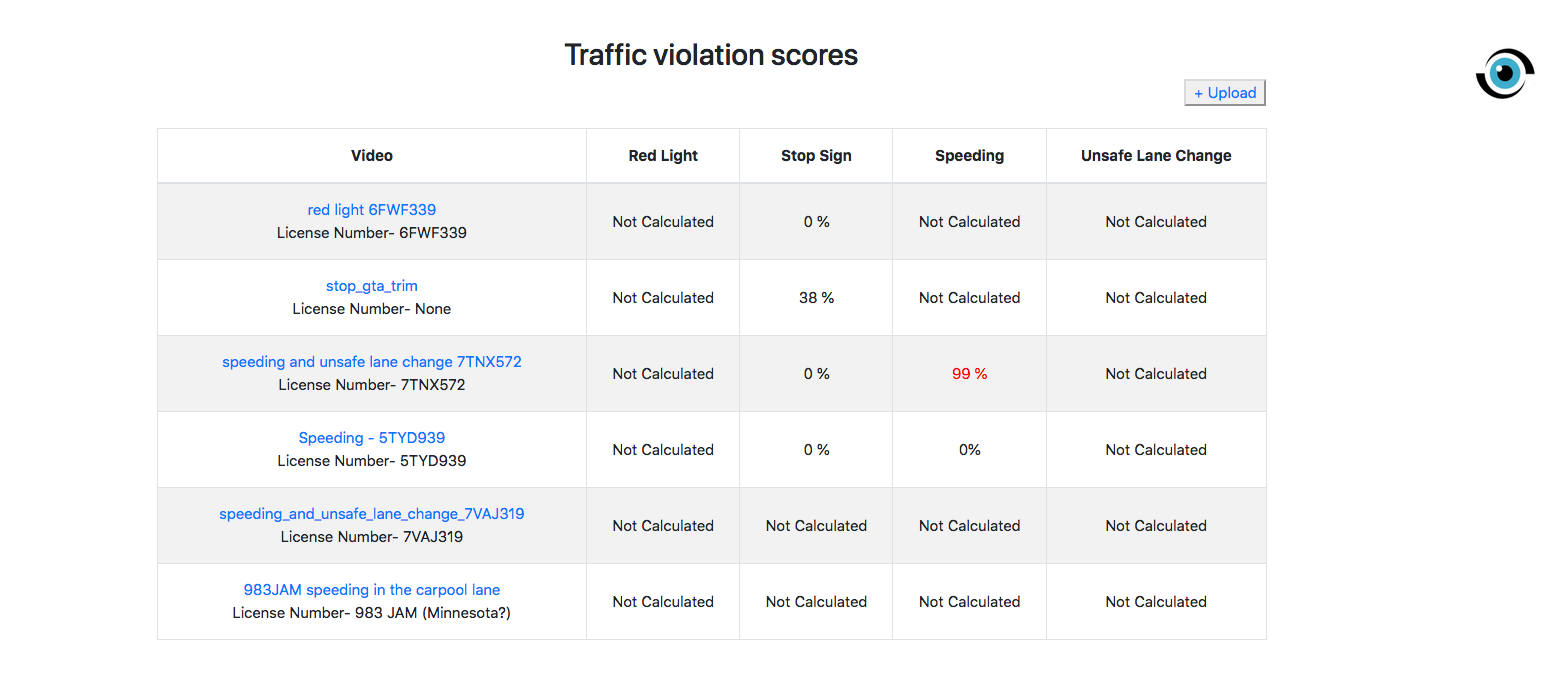 Traffic violation scores
+ Upload
Video Red Light Stop Sign Speeding Unsafe Lane Change
red light 6FWF339
License Number- 6FWF339
Not Calculated 0 % Not Calculated Not Calculated
stop_gta_trim
License Number- None
Not Calculated 38 % Not Calculated Not Calculated
speeding and unsafe lane change 7TNX572
License Number- 7TNX572
Not Calculated 0 % 99 % Not Calculated
Speeding - 5TYD939
License Number- 5TYD939
Not Calculated 0 % 0% Not Calculated
speeding_and_unsafe_lane_change_7VAJ319
License Number- 7VAJ319
Not Calculated Not Calculated Not Calculated Not Calculated
983JAM speeding in the carpool lane
License Number- 983 JAM (Minnesota?)
Not Calculated Not Calculated Not Calculated Not Calculated